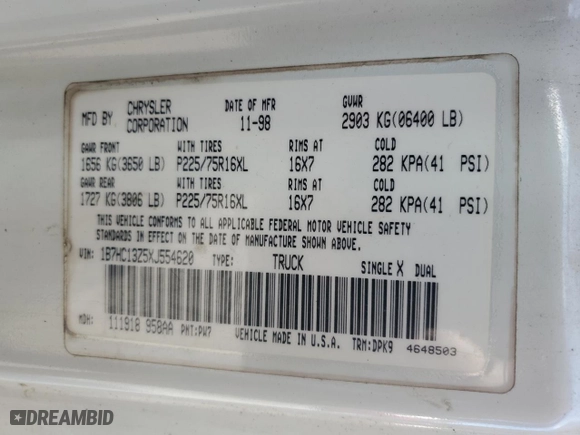 MFD BY CHRYSLER CORPORATION DATE OF MFR 11-98 GVWR 2903 KG(06400 LB)
GAWR FRONT WITH TIRES RIMS AT COLD
1656 KG(3650 LB) P225/75R16XL 16X7 282 KPA(41 PSI)
GAWR REAR WITH TIRES RIMS AT COLD
1727 KG(3806 LB) P225/75R16XL 16X7 282 KPA(41 PSI)
THIS VEHICLE CONFORMS TO ALL APPLICABLE FEDERAL MOTOR VEHICLE SAFETY
STANDARDS IN EFFECT ON THE DATE OF MANUFACTURE SHOWN ABOVE.
VIN: 1B7HC13Z5XJ554620 TYPE: TRUCK SINGLE X DUAL
MDH: 111910 958AA PNT:PW7 VEHICLE MADE IN U.S.A. TRM:DPK9 4648503
DREAMBID